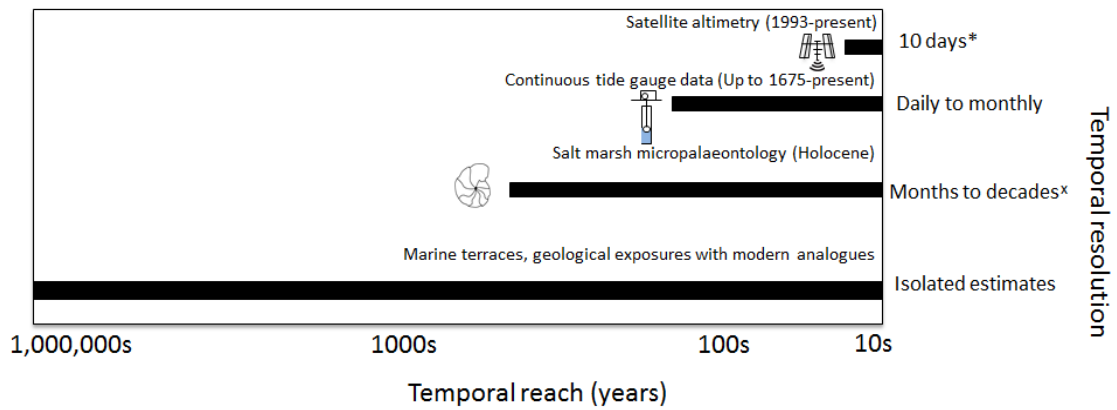 Satellite altimetry (1993-present)
10 days*
Continuous tide gauge data (Up to 1675-present)
Daily to monthly
Salt marsh micropalaeontology (Holocene)
Months to decadesˣ
Marine terraces, geological exposures with modern analogues
Isolated estimates
Temporal resolution
1,000,000s
1000s
100s
10s
Temporal reach (years)